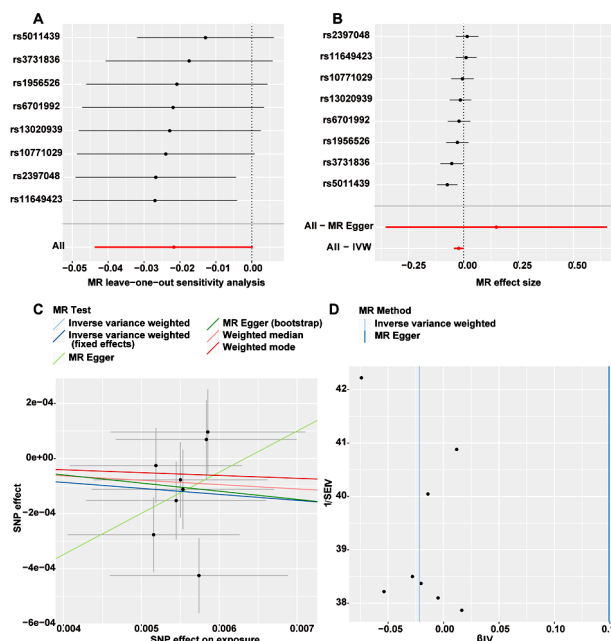 A
rs5011439
rs3731836
rs1956526
rs6701992
rs13020939
rs10771029
rs2397048
rs11649423
All
−0.05 −0.04 −0.03 −0.02 −0.01 0.00
MR leave−one−out sensitivity analysis
B
rs2397048
rs11649423
rs10771029
rs13020939
rs6701992
rs1956526
rs3731836
rs5011439
All − MR Egger
All − IVW
−0.25 0.00 0.25 0.50
MR effect size
C MR Test
Inverse variance weighted
Inverse variance weighted
(fixed effects)
MR Egger
MR Egger (bootstrap)
Weighted median
Weighted mode
2e−04
0e+00
−2e−04
−4e−04
−6e−04
SNP effect
0.004 0.005 0.006 0.007
SNP effect on exposure
D MR Method
Inverse variance weighted
MR Egger
42
41
40
39
38
1/SEIV
−0.05 0.00 0.05 0.10
βIV